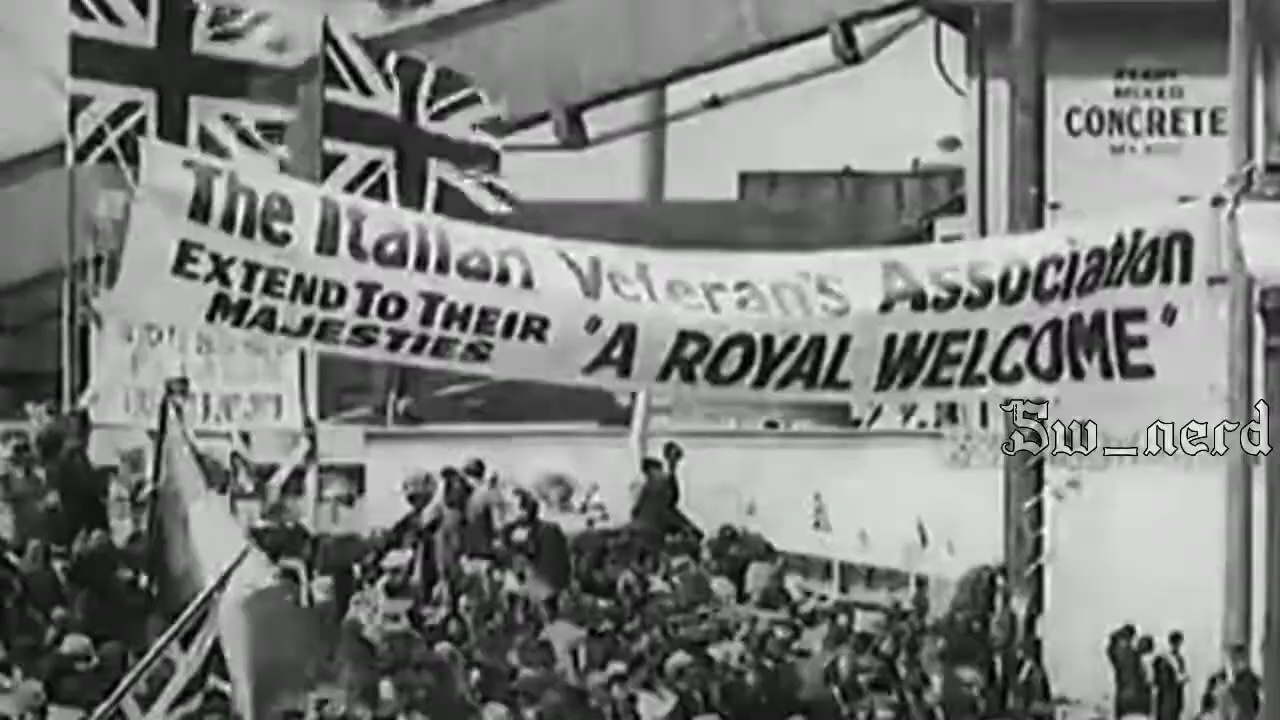 READY
MIXED
CONCRETE
The Italian Veteran's Association
EXTEND TO THEIR
MAJESTIES
"A ROYAL WELCOME"
Sw_nerd